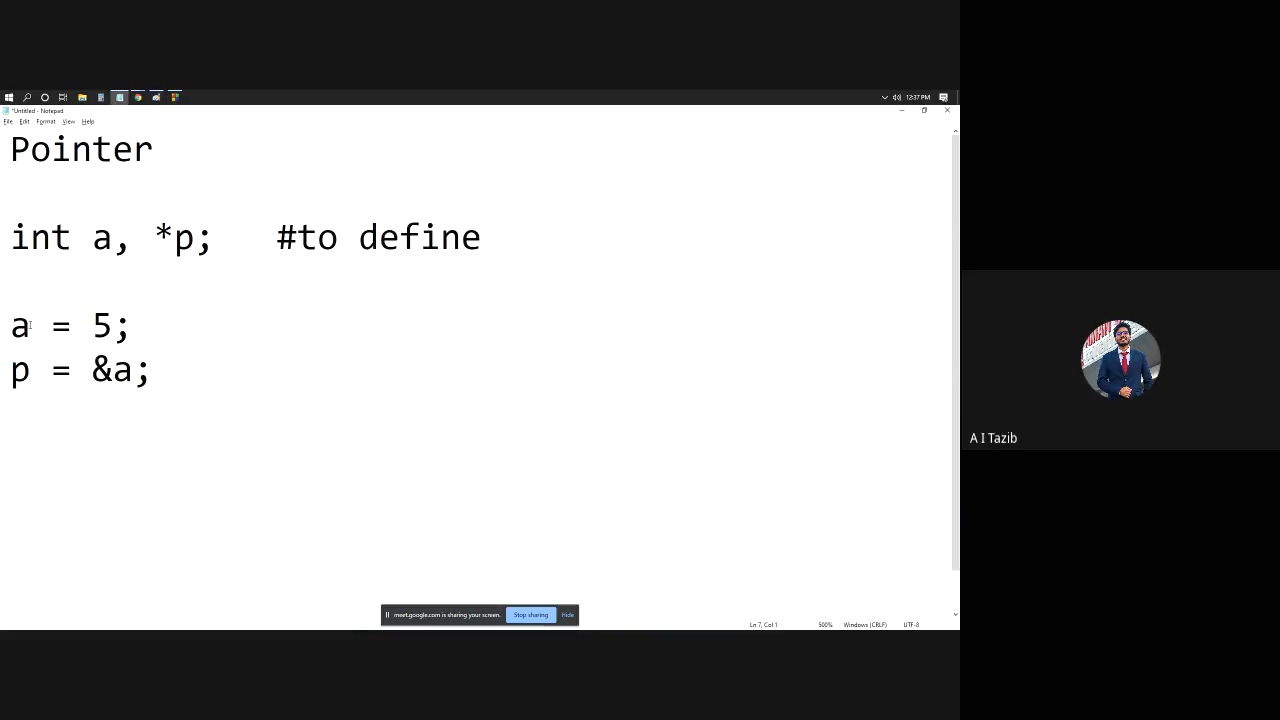 12:37 PM
*Untitled - Notepad
File Edit Format View Help
Pointer
int a, *p;   #to define
a = 5;
p = &a;
A I Tazib
meet.google.com is sharing your screen. Stop sharing Hide
Ln 7, Col 1 500% Windows (CRLF) UTF-8